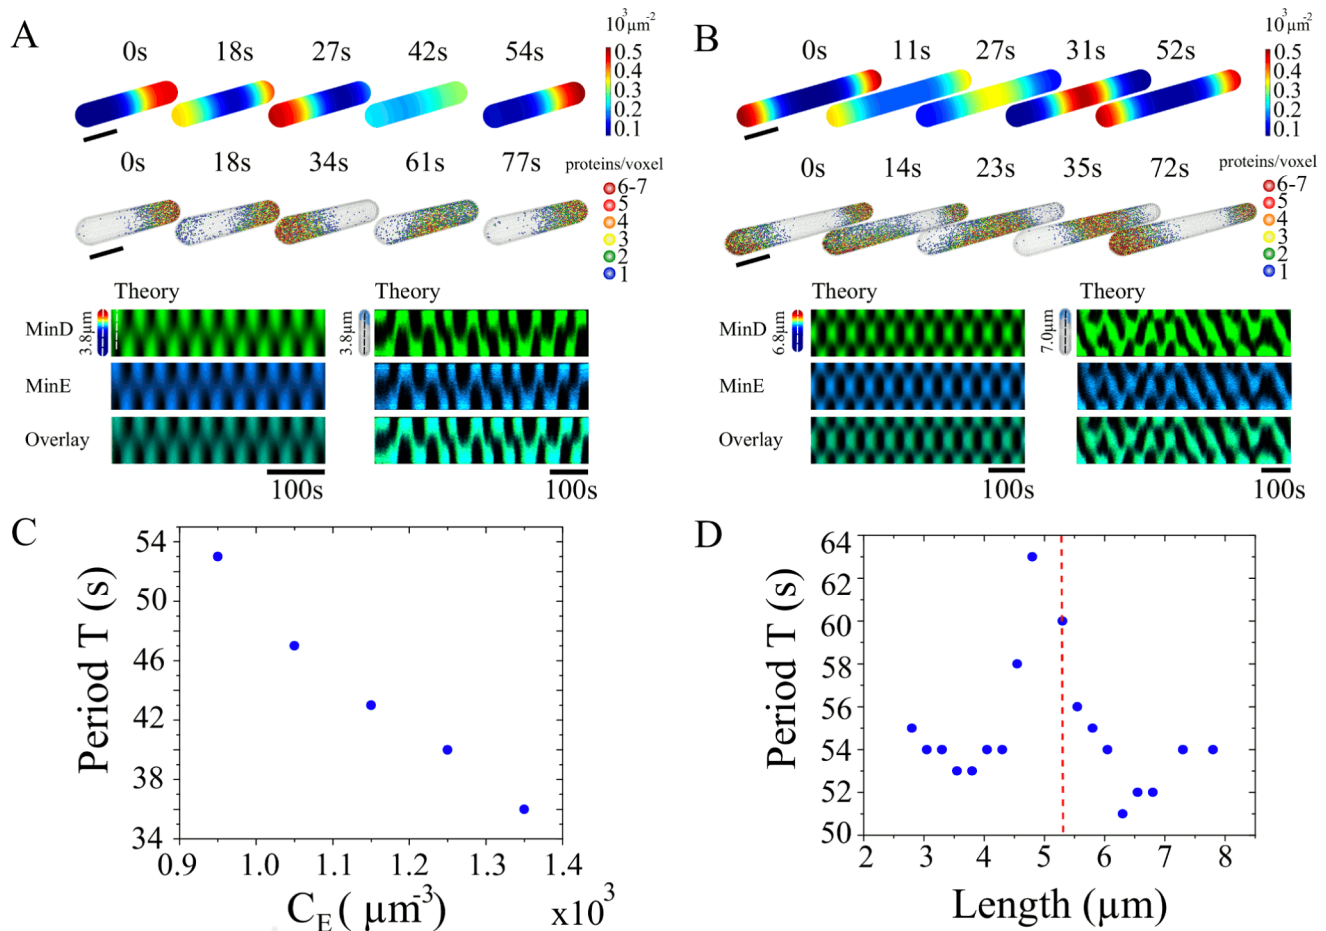 A
0s 18s 27s 42s 54s
10³ µm⁻²
0.5
0.4
0.3
0.2
0.1
0s 18s 34s 61s 77s
proteins/voxel
6-7
5
4
3
2
1
Theory Theory
MinD 3.8µm 3.8µm
MinE
Overlay
100s 100s
B
0s 11s 27s 31s 52s
10³ µm⁻²
0.5
0.4
0.3
0.2
0.1
0s 14s 23s 35s 72s
proteins/voxel
6-7
5
4
3
2
1
Theory Theory
MinD 6.8µm 7.0µm
MinE
Overlay
100s 100s
C
Period T (s)
54
50
46
42
38
34
0.9 1.0 1.1 1.2 1.3 1.4
C_E ( µm⁻³) x10³
D
Period T (s)
64
62
60
58
56
54
52
50
2 3 4 5 6 7 8
Length (µm)